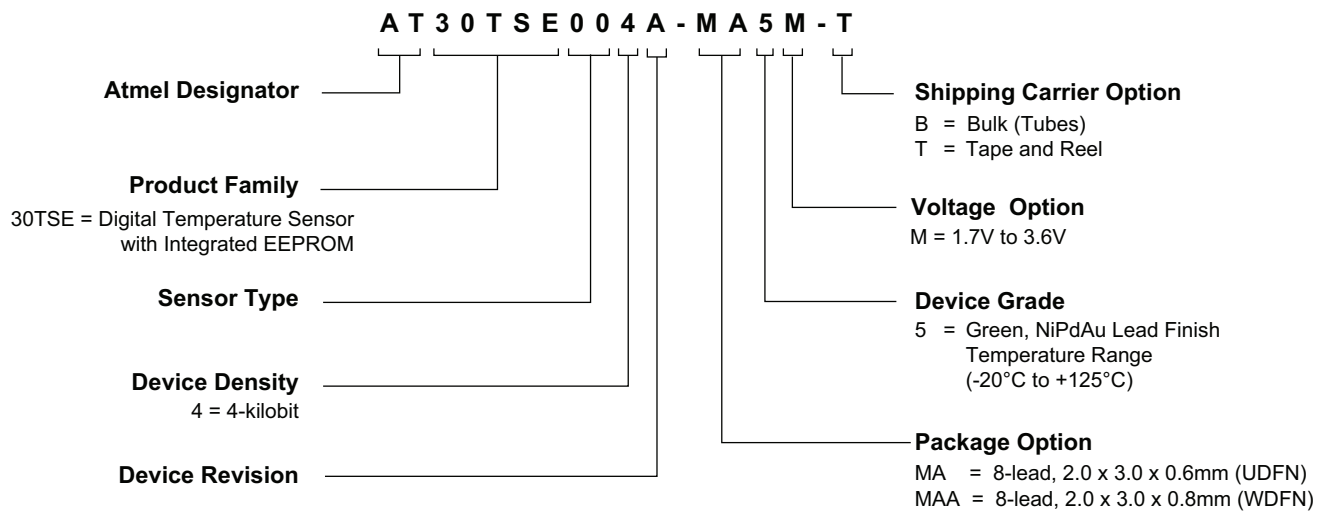 A T 3 0 T S E 0 0 4 A - M A 5 M - T
Atmel Designator
Product Family
30TSE = Digital Temperature Sensor
with Integrated EEPROM
Sensor Type
Device Density
4 = 4-kilobit
Device Revision
Shipping Carrier Option
B = Bulk (Tubes)
T = Tape and Reel
Voltage Option
M = 1.7V to 3.6V
Device Grade
5 = Green, NiPdAu Lead Finish
Temperature Range
(-20°C to +125°C)
Package Option
MA = 8-lead, 2.0 x 3.0 x 0.6mm (UDFN)
MAA = 8-lead, 2.0 x 3.0 x 0.8mm (WDFN)